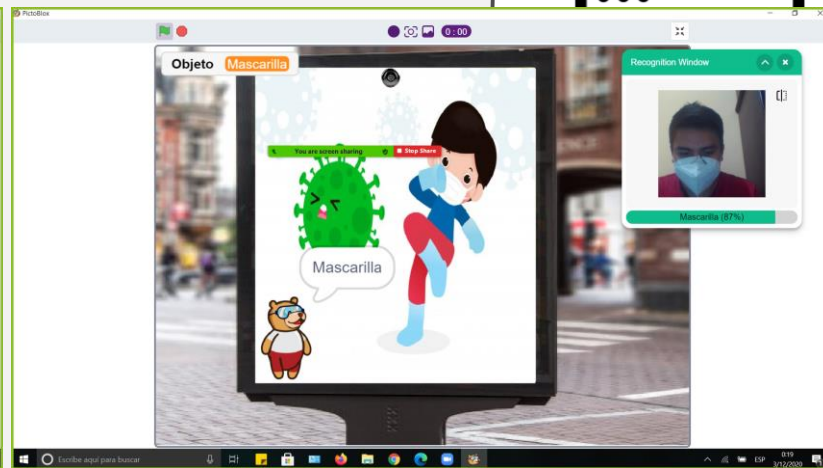 PictoBlox
0:00
Objeto Mascarilla
Recognition Window
You are screen sharing
Stop Share
Mascarilla (87%)
Mascarilla
Escribe aquí para buscar
ESP
0:19
3/12/2020